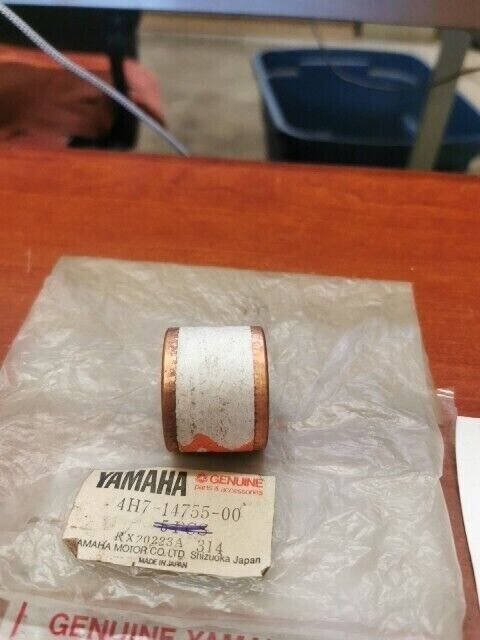 YAMAHA GENUINE
parts & accessories
4H7-14755-00
RX20223A 314
YAMAHA MOTOR CO.LTD Shizuoka Japan
MADE IN JAPAN
GENUINE YAMAHA